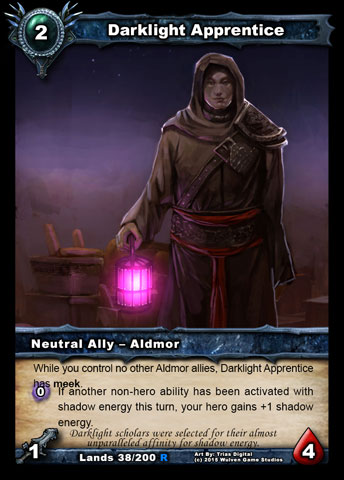 2
Darklight Apprentice
Neutral Ally – Aldmor
While you control no other Aldmor allies, Darklight Apprentice
has meek.
0
If another non-hero ability has been activated with
shadow energy this turn, your hero gains +1 shadow
energy.
Darklight scholars were selected for their almost
unparalleled affinity for shadow energy.
1
Lands 38/200 R
Art By: Trias Digital
(c) 2015 Wulven Game Studios
4